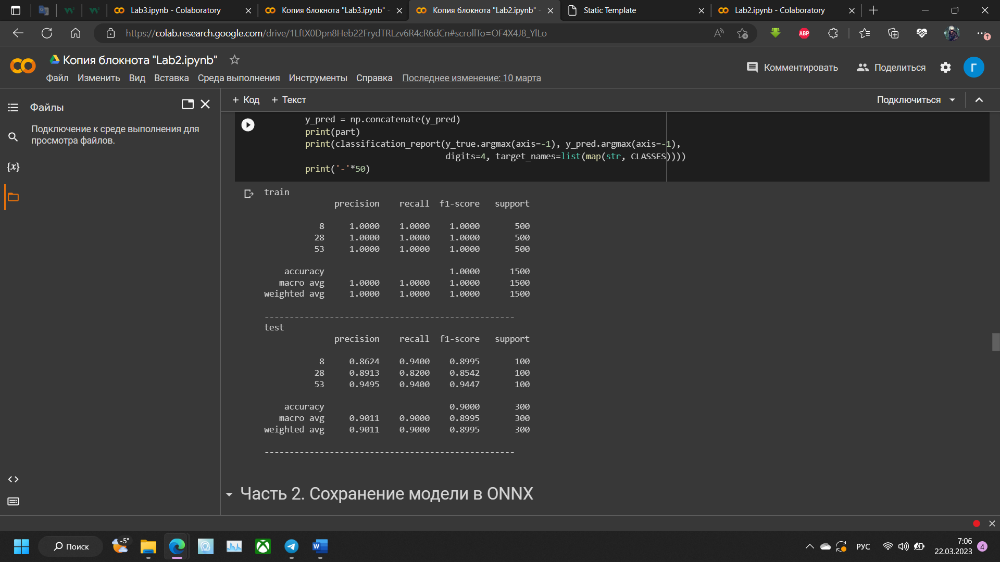 Lab3.ipynb - Colaboratory
Копия блокнота "Lab3.ipynb" -
Копия блокнота "Lab2.ipynb" -
Static Template
Lab2.ipynb - Colaboratory
https://colab.research.google.com/drive/1LftX0Dpn8Heb22FrydTRLzv6R4cR6dCn#scrollTo=OF4X4J8_YlLo
ABP
Копия блокнота "Lab2.ipynb"
Комментировать
Поделиться
Г
Файл Изменить Вид Вставка Среда выполнения Инструменты Справка Последнее изменение: 10 марта
Файлы
+ Код + Текст
Подключиться
Подключение к среде выполнения для
просмотра файлов.
{x}
y_pred = np.concatenate(y_pred)
print(part)
print(classification_report(y_true.argmax(axis=-1), y_pred.argmax(axis=-1),
digits=4, target_names=list(map(str, CLASSES))))
print('-'*50)
train
precision recall f1-score support
8 1.0000 1.0000 1.0000 500
28 1.0000 1.0000 1.0000 500
53 1.0000 1.0000 1.0000 500
accuracy 1.0000 1500
macro avg 1.0000 1.0000 1.0000 1500
weighted avg 1.0000 1.0000 1.0000 1500
--------------------------------------------------
test
precision recall f1-score support
8 0.8624 0.9400 0.8995 100
28 0.8913 0.8200 0.8542 100
53 0.9495 0.9400 0.9447 100
accuracy 0.9000 300
macro avg 0.9011 0.9000 0.8995 300
weighted avg 0.9011 0.9000 0.8995 300
--------------------------------------------------
Часть 2. Сохранение модели в ONNX
Поиск
-5°
РУС
7:06
22.03.2023
4